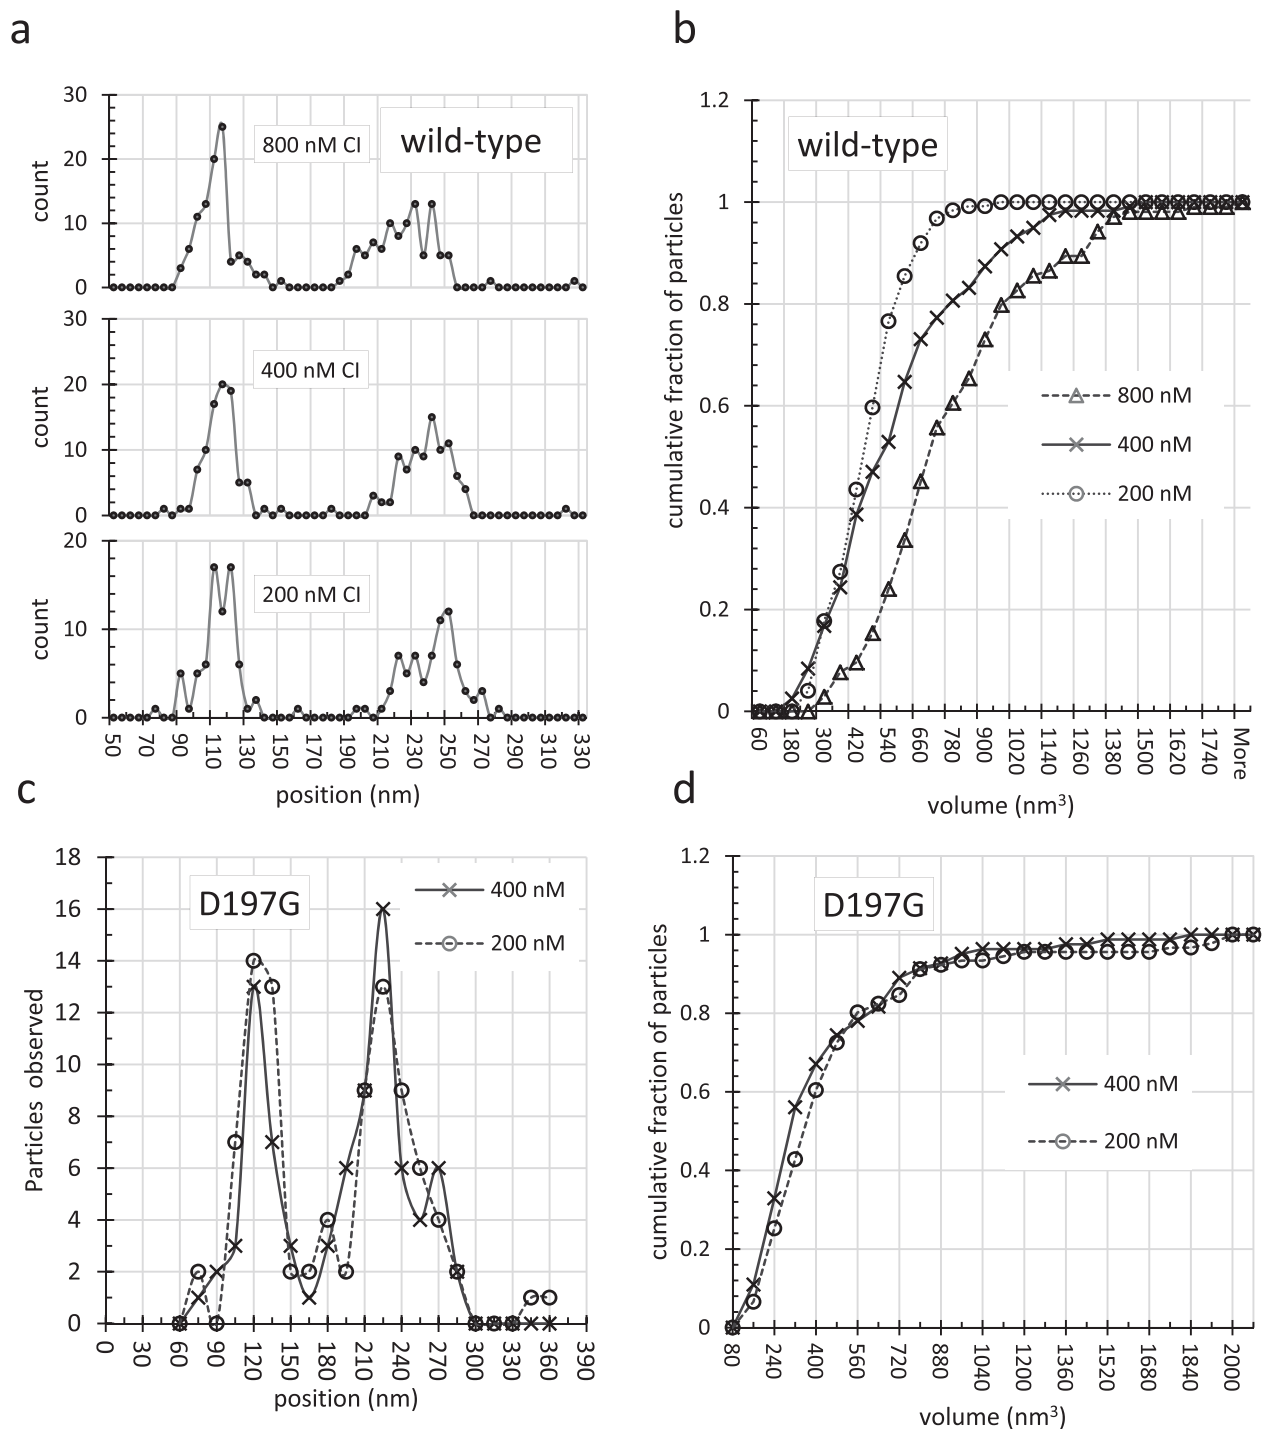 a
30
20
10
0
count
800 nM CI
wild-type
30
20
10
0
count
400 nM CI
20
10
0
count
200 nM CI
50 70 90 110 130 150 170 190 210 230 250 270 290 310 330
position (nm)
b
1.2
1
0.8
0.6
0.4
0.2
0
cumulative fraction of particles
wild-type
800 nM
400 nM
200 nM
60 180 300 420 540 660 780 900 1020 1140 1260 1380 1500 1620 1740 More
volume (nm³)
c
18
16
14
12
10
8
6
4
2
0
Particles observed
D197G
400 nM
200 nM
0 30 60 90 120 150 180 210 240 270 300 330 360 390
position (nm)
d
1.2
1
0.8
0.6
0.4
0.2
0
cumulative fraction of particles
D197G
400 nM
200 nM
80 240 400 560 720 880 1040 1200 1360 1520 1680 1840 2000
volume (nm³)